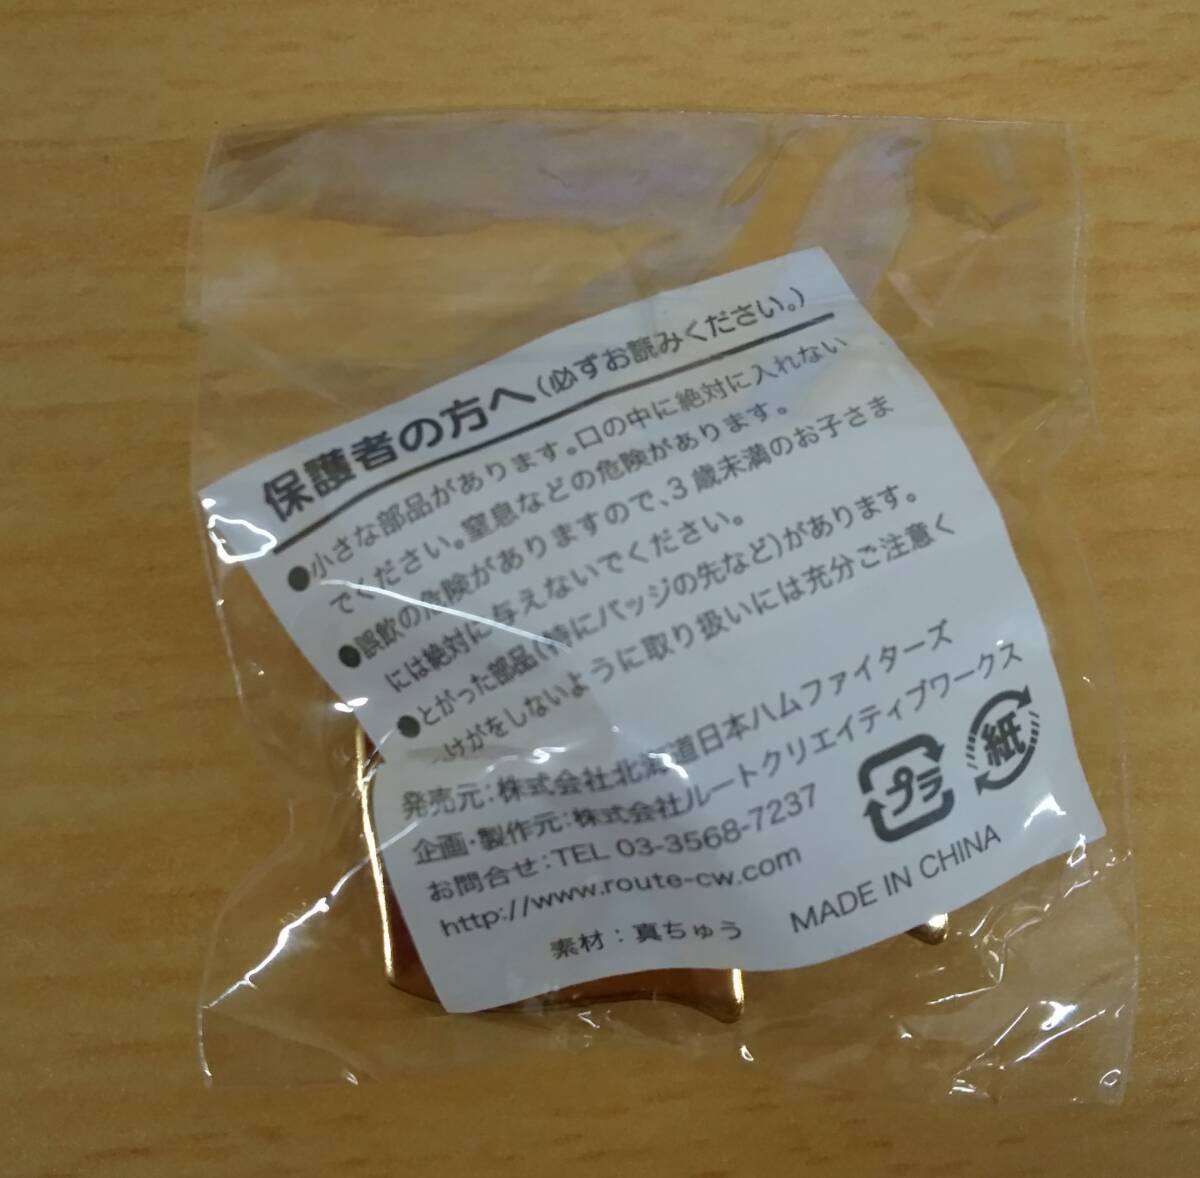 保護者の方へ(必ずお読みください。)
●小さな部品があります。口の中に絶対に入れない
でください。窒息などの危険があります。
●誤飲の危険がありますので、3歳未満のお子さま
には絶対に与えないでください。
●とがった部品(特にバッジの先など)があります。
けがをしないように取り扱いには充分ご注意く
発売元:株式会社北海道日本ハムファイターズ
企画・製作元:株式会社ルートクリエイティブワークス
お問合せ:TEL 03-3568-7237
http://www.route-cw.com
素材:真ちゅう
MADE IN CHINA
プラ
紙